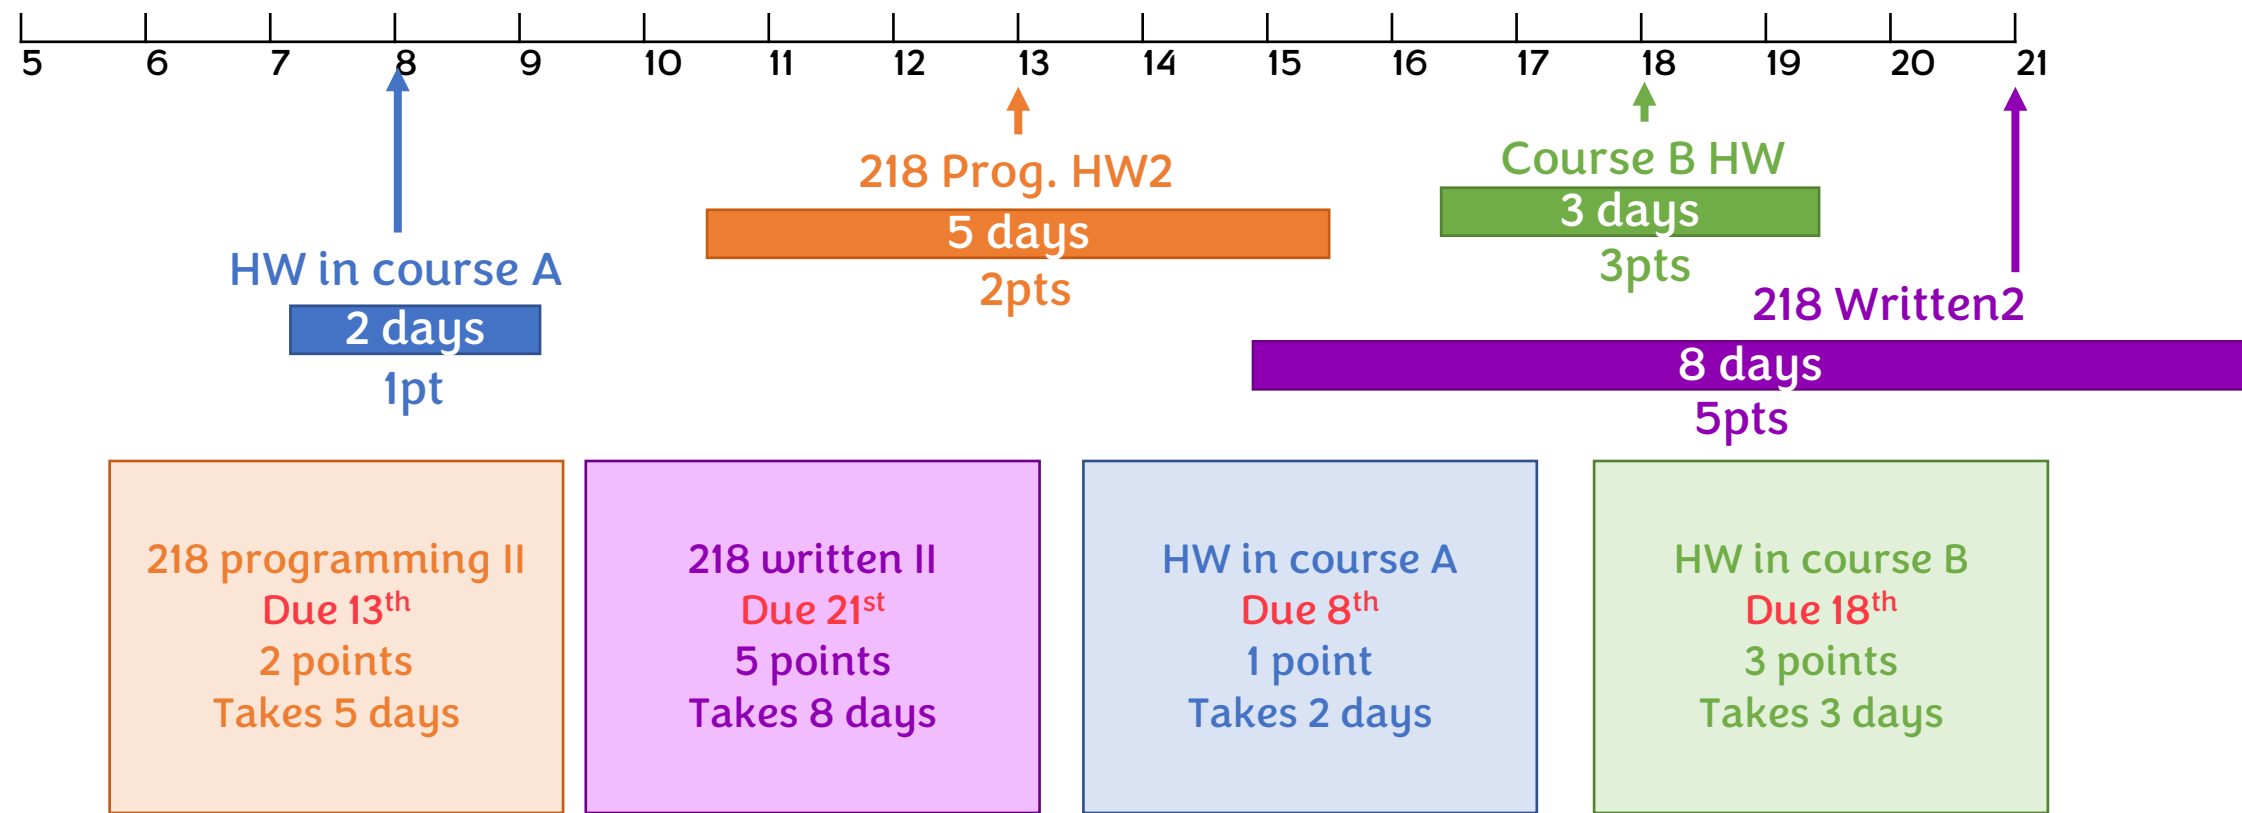 5 6 7 8 9 10 11 12 13 14 15 16 17 18 19 20 21
HW in course A
2 days
1pt
218 Prog. HW2
5 days
2pts
Course B HW
3 days
3pts
218 Written2
8 days
5pts
218 programming II
Due 13th
2 points
Takes 5 days
218 written II
Due 21st
5 points
Takes 8 days
HW in course A
Due 8th
1 point
Takes 2 days
HW in course B
Due 18th
3 points
Takes 3 days